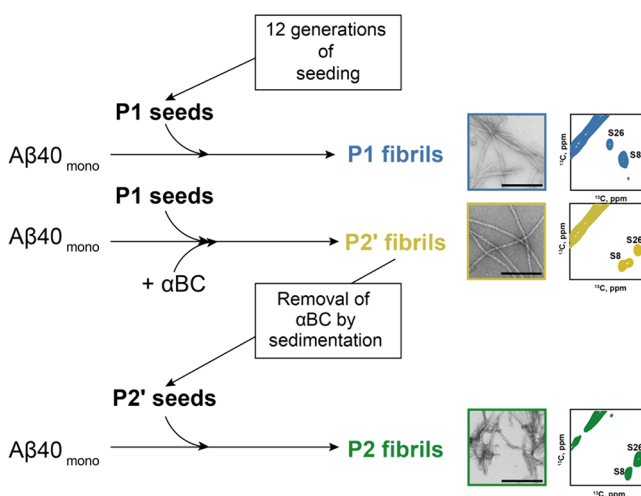 12 generations
of
seeding
P1 seeds
Aβ40 mono
P1 fibrils
S26
S8
¹³C, ppm
¹³C, ppm
P1 seeds
Aβ40 mono
P2' fibrils
+ αBC
S26
S8
¹³C, ppm
¹³C, ppm
Removal of
αBC by
sedimentation
P2' seeds
Aβ40 mono
P2 fibrils
S26
S8
¹³C, ppm
¹³C, ppm